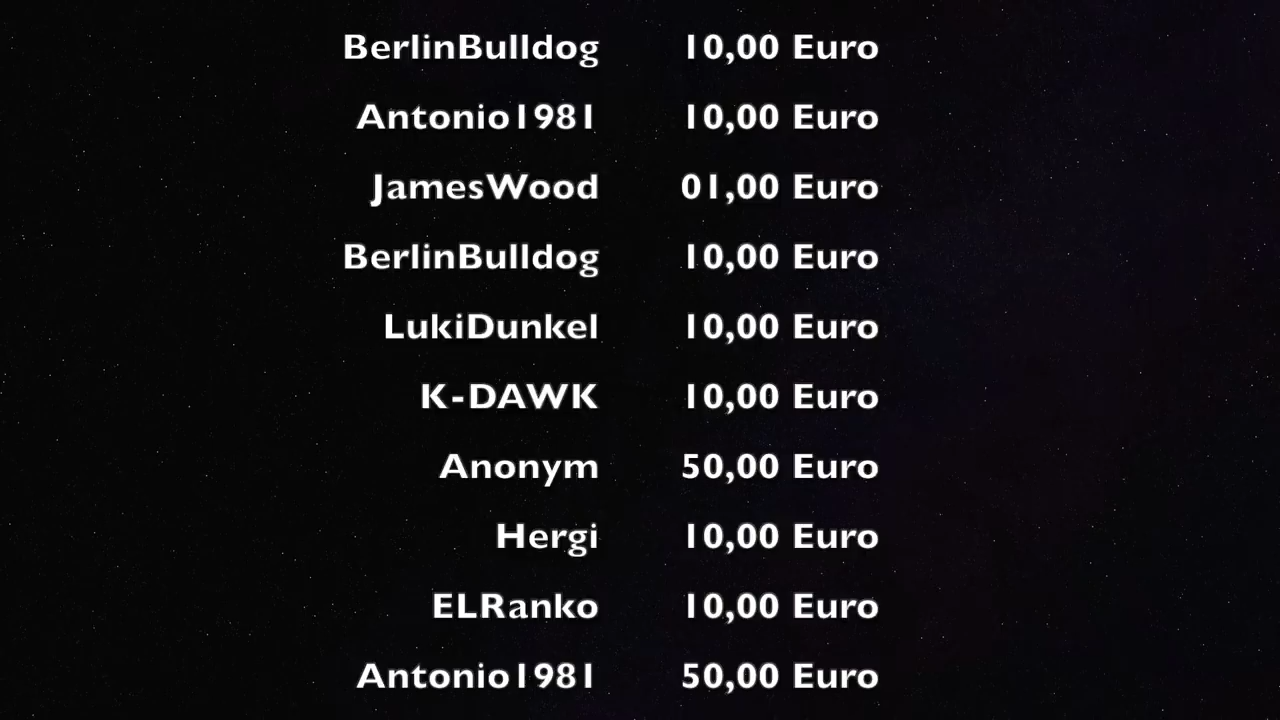 BerlinBulldog 10,00 Euro
Antonio1981 10,00 Euro
JamesWood 01,00 Euro
BerlinBulldog 10,00 Euro
LukiDunkel 10,00 Euro
K-DAWK 10,00 Euro
Anonym 50,00 Euro
Hergi 10,00 Euro
ELRanko 10,00 Euro
Antonio1981 50,00 Euro